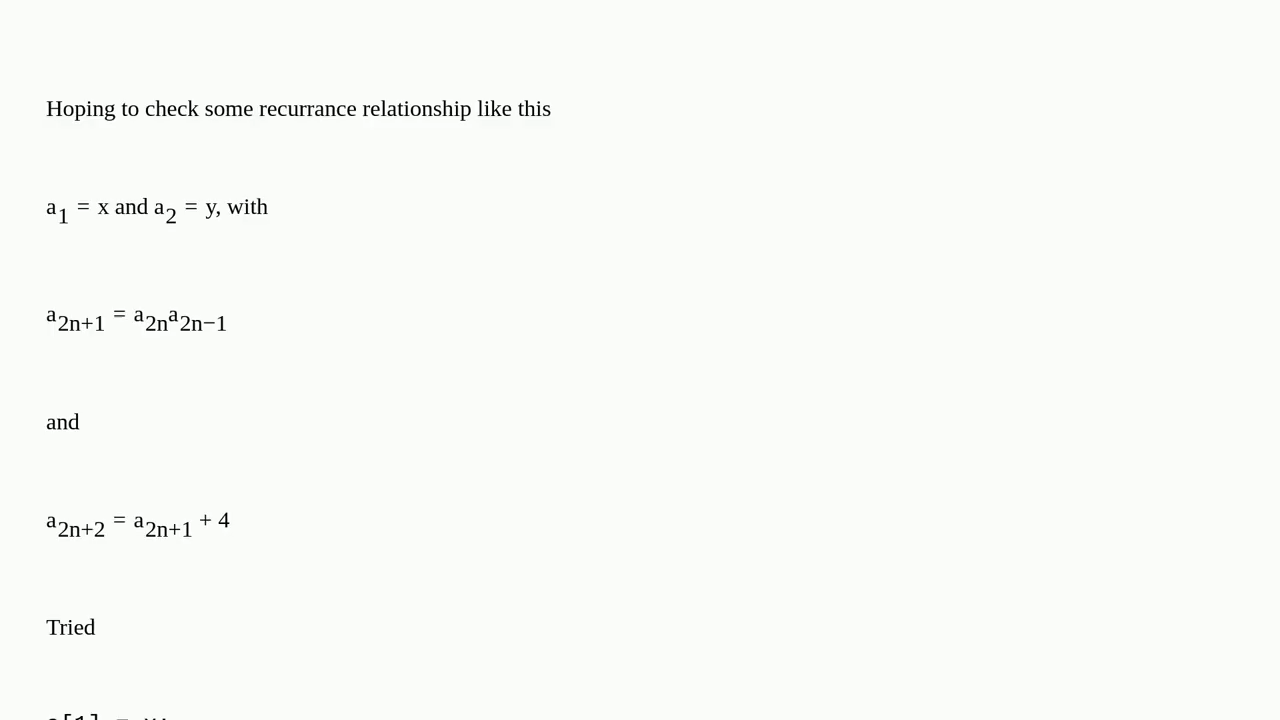 Hoping to check some recurrance relationship like this
a1 = x and a2 = y, with
a2n+1 = a2na2n−1
and
a2n+2 = a2n+1 + 4
Tried